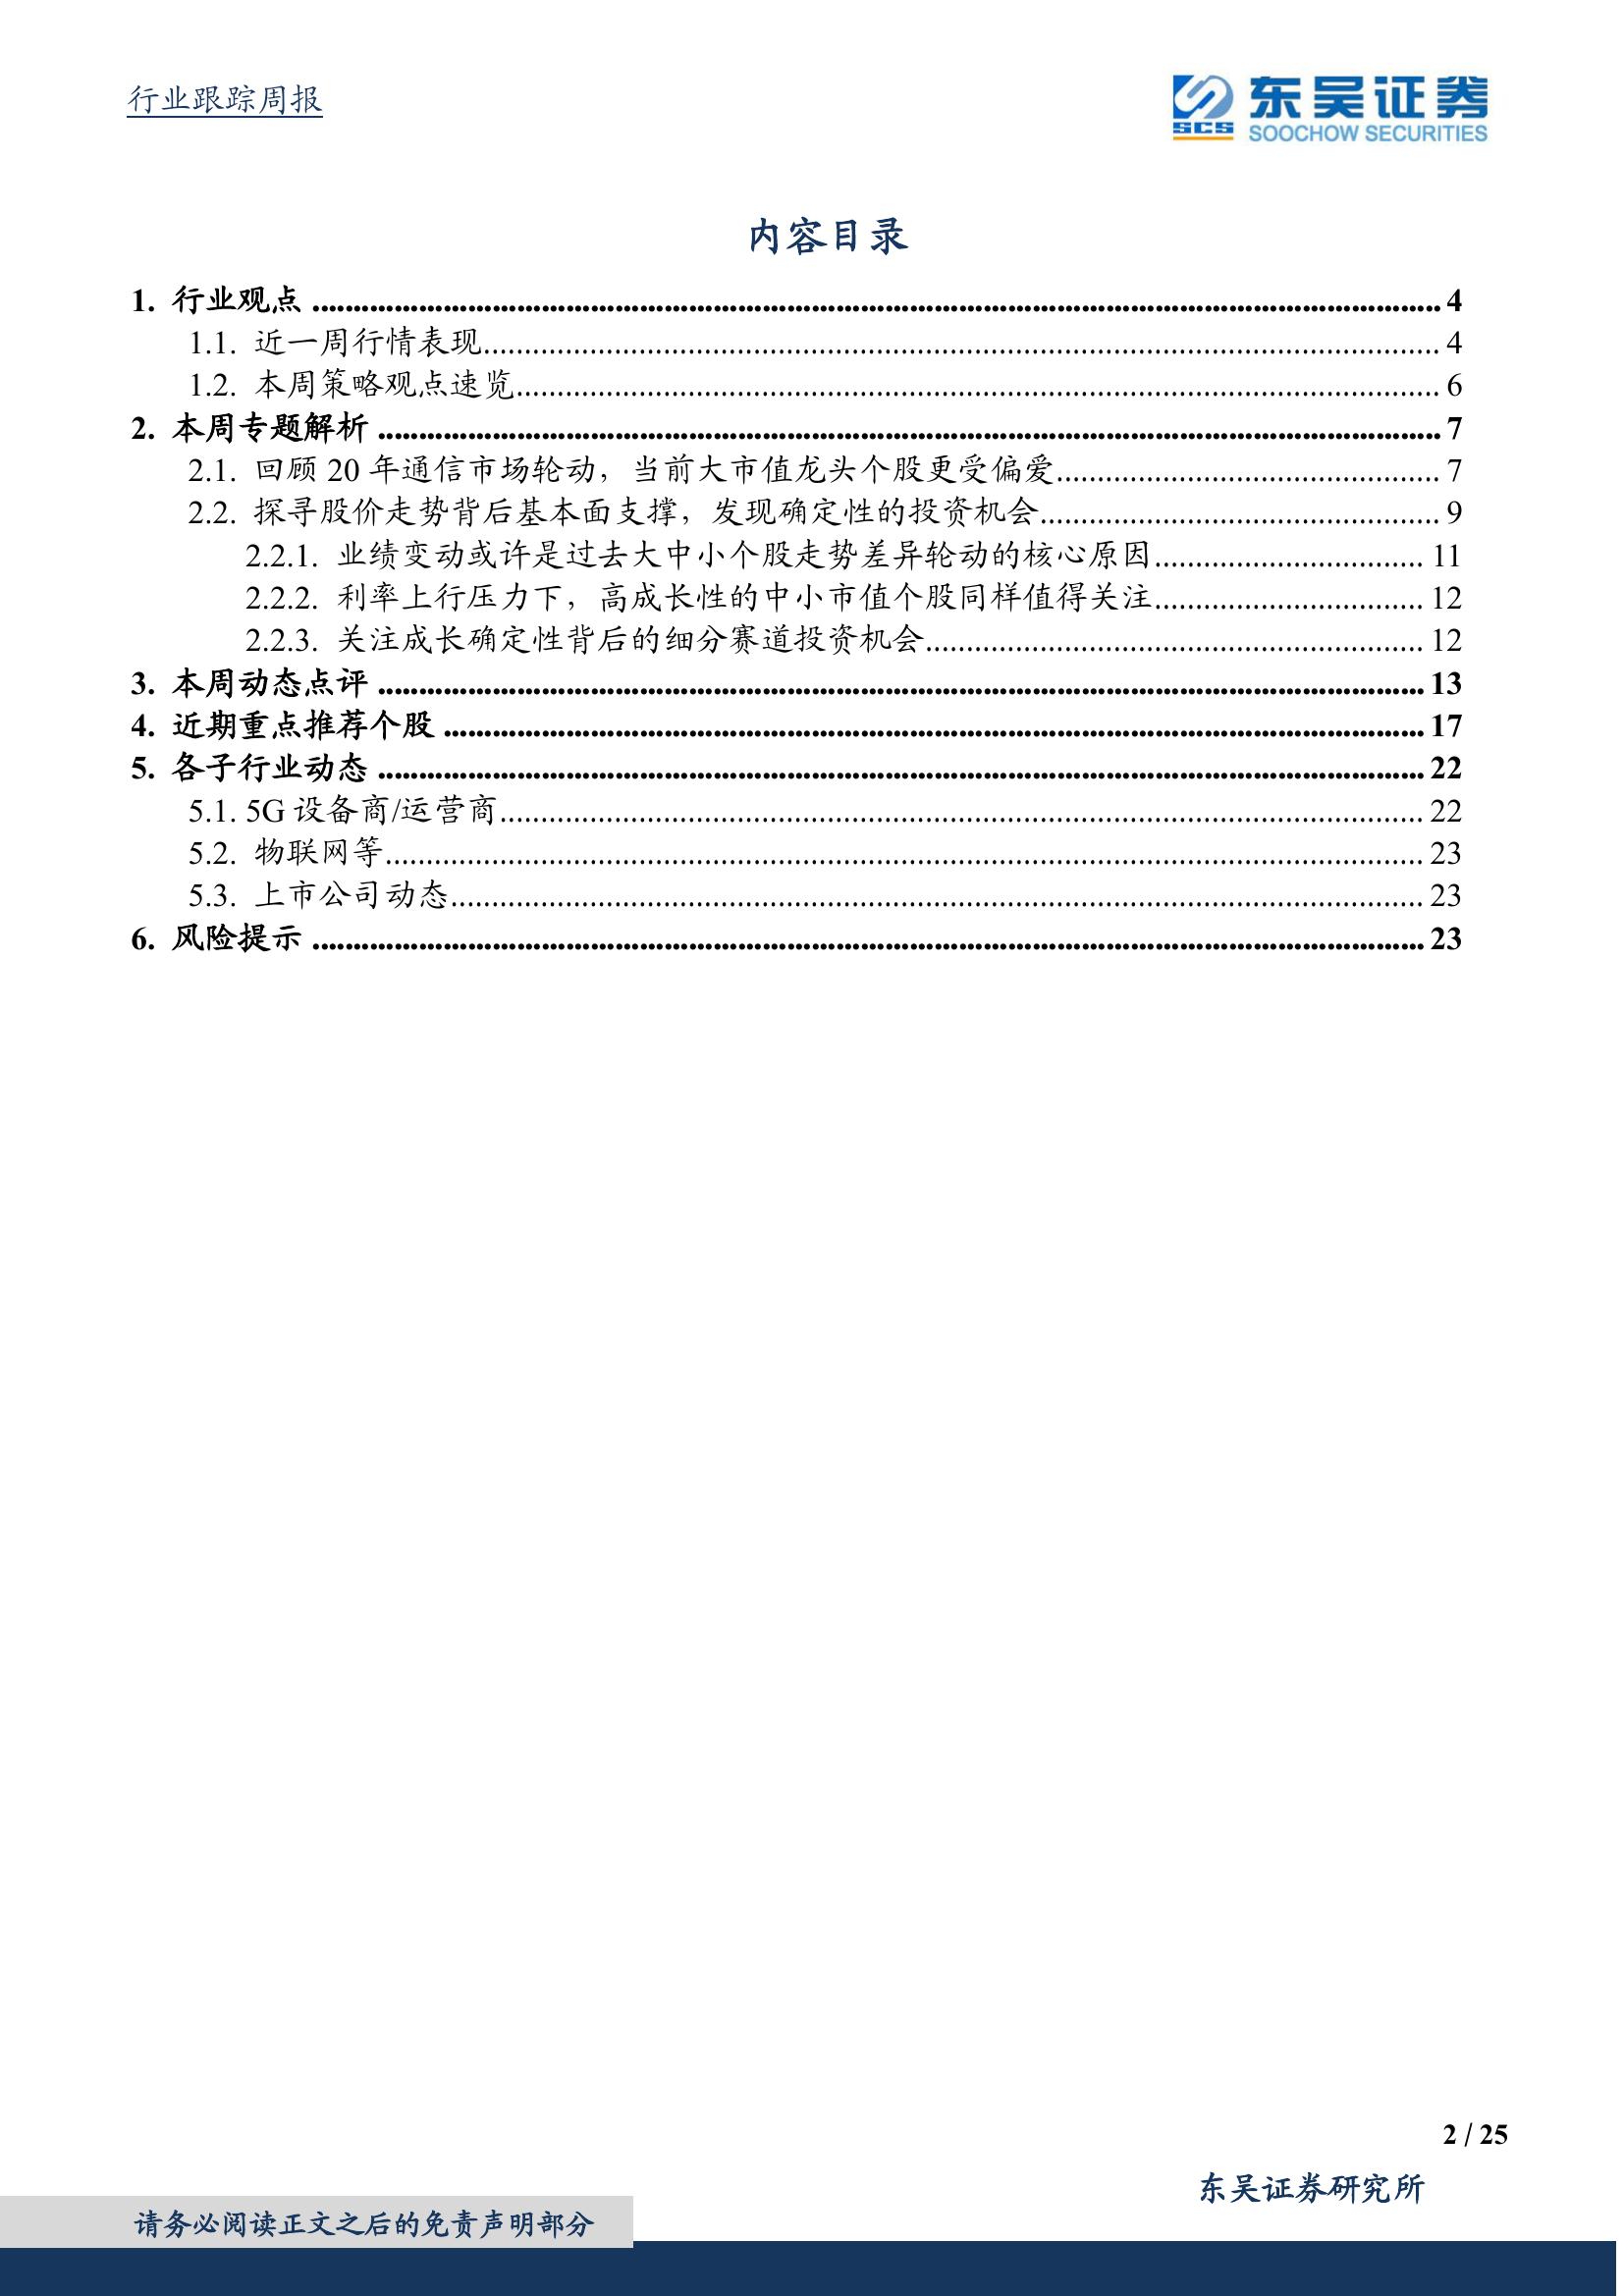 行业跟踪周报
SCS
东吴证券
SOOCHOW SECURITIES
内容目录
1. 行业观点 ........ 4
1.1. 近一周行情表现........ 4
1.2. 本周策略观点速览........ 6
2. 本周专题解析 ........ 7
2.1. 回顾 20 年通信市场轮动，当前大市值龙头个股更受偏爱........ 7
2.2. 探寻股价走势背后基本面支撑，发现确定性的投资机会........ 9
2.2.1. 业绩变动或许是过去大中小个股走势差异轮动的核心原因........ 11
2.2.2. 利率上行压力下，高成长性的中小市值个股同样值得关注........ 12
2.2.3. 关注成长确定性背后的细分赛道投资机会........ 12
3. 本周动态点评 ........ 13
4. 近期重点推荐个股 ........ 17
5. 各子行业动态 ........ 22
5.1. 5G 设备商/运营商........ 22
5.2. 物联网等........ 23
5.3. 上市公司动态........ 23
6. 风险提示 ........ 23
2 / 25
东吴证券研究所
请务必阅读正文之后的免责声明部分